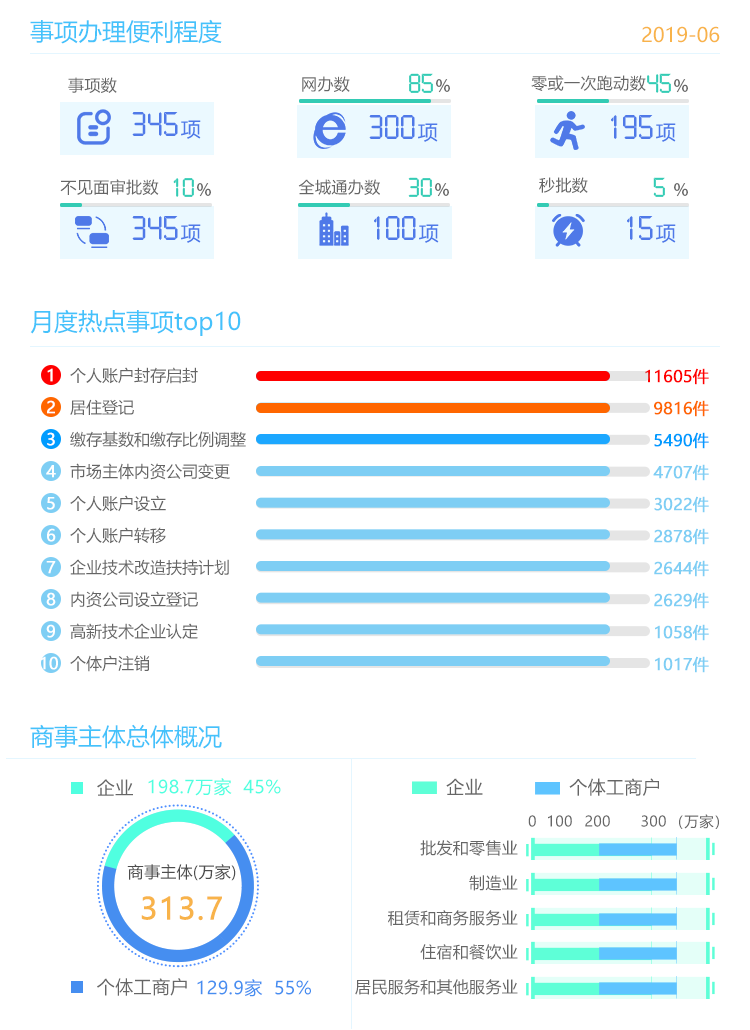 事项办理便利程度
2019-06
事项数
345项
网办数 85%
300项
零或一次跑动数45%
195项
不见面审批数 10%
345项
全城通办数 30%
100项
秒批数 5 %
15项
月度热点事项top10
1 个人账户封存启封 11605件
2 居住登记 9816件
3 缴存基数和缴存比例调整 5490件
4 市场主体内资公司变更 4707件
5 个人账户设立 3022件
6 个人账户转移 2878件
7 企业技术改造扶持计划 2644件
8 内资公司设立登记 2629件
9 高新技术企业认定 1058件
10 个体户注销 1017件
商事主体总体概况
企业 198.7万家 45%
商事主体(万家)
313.7
个体工商户 129.9家 55%
企业 个体工商户
0 100 200 300 (万家)
批发和零售业
制造业
租赁和商务服务业
住宿和餐饮业
居民服务和其他服务业